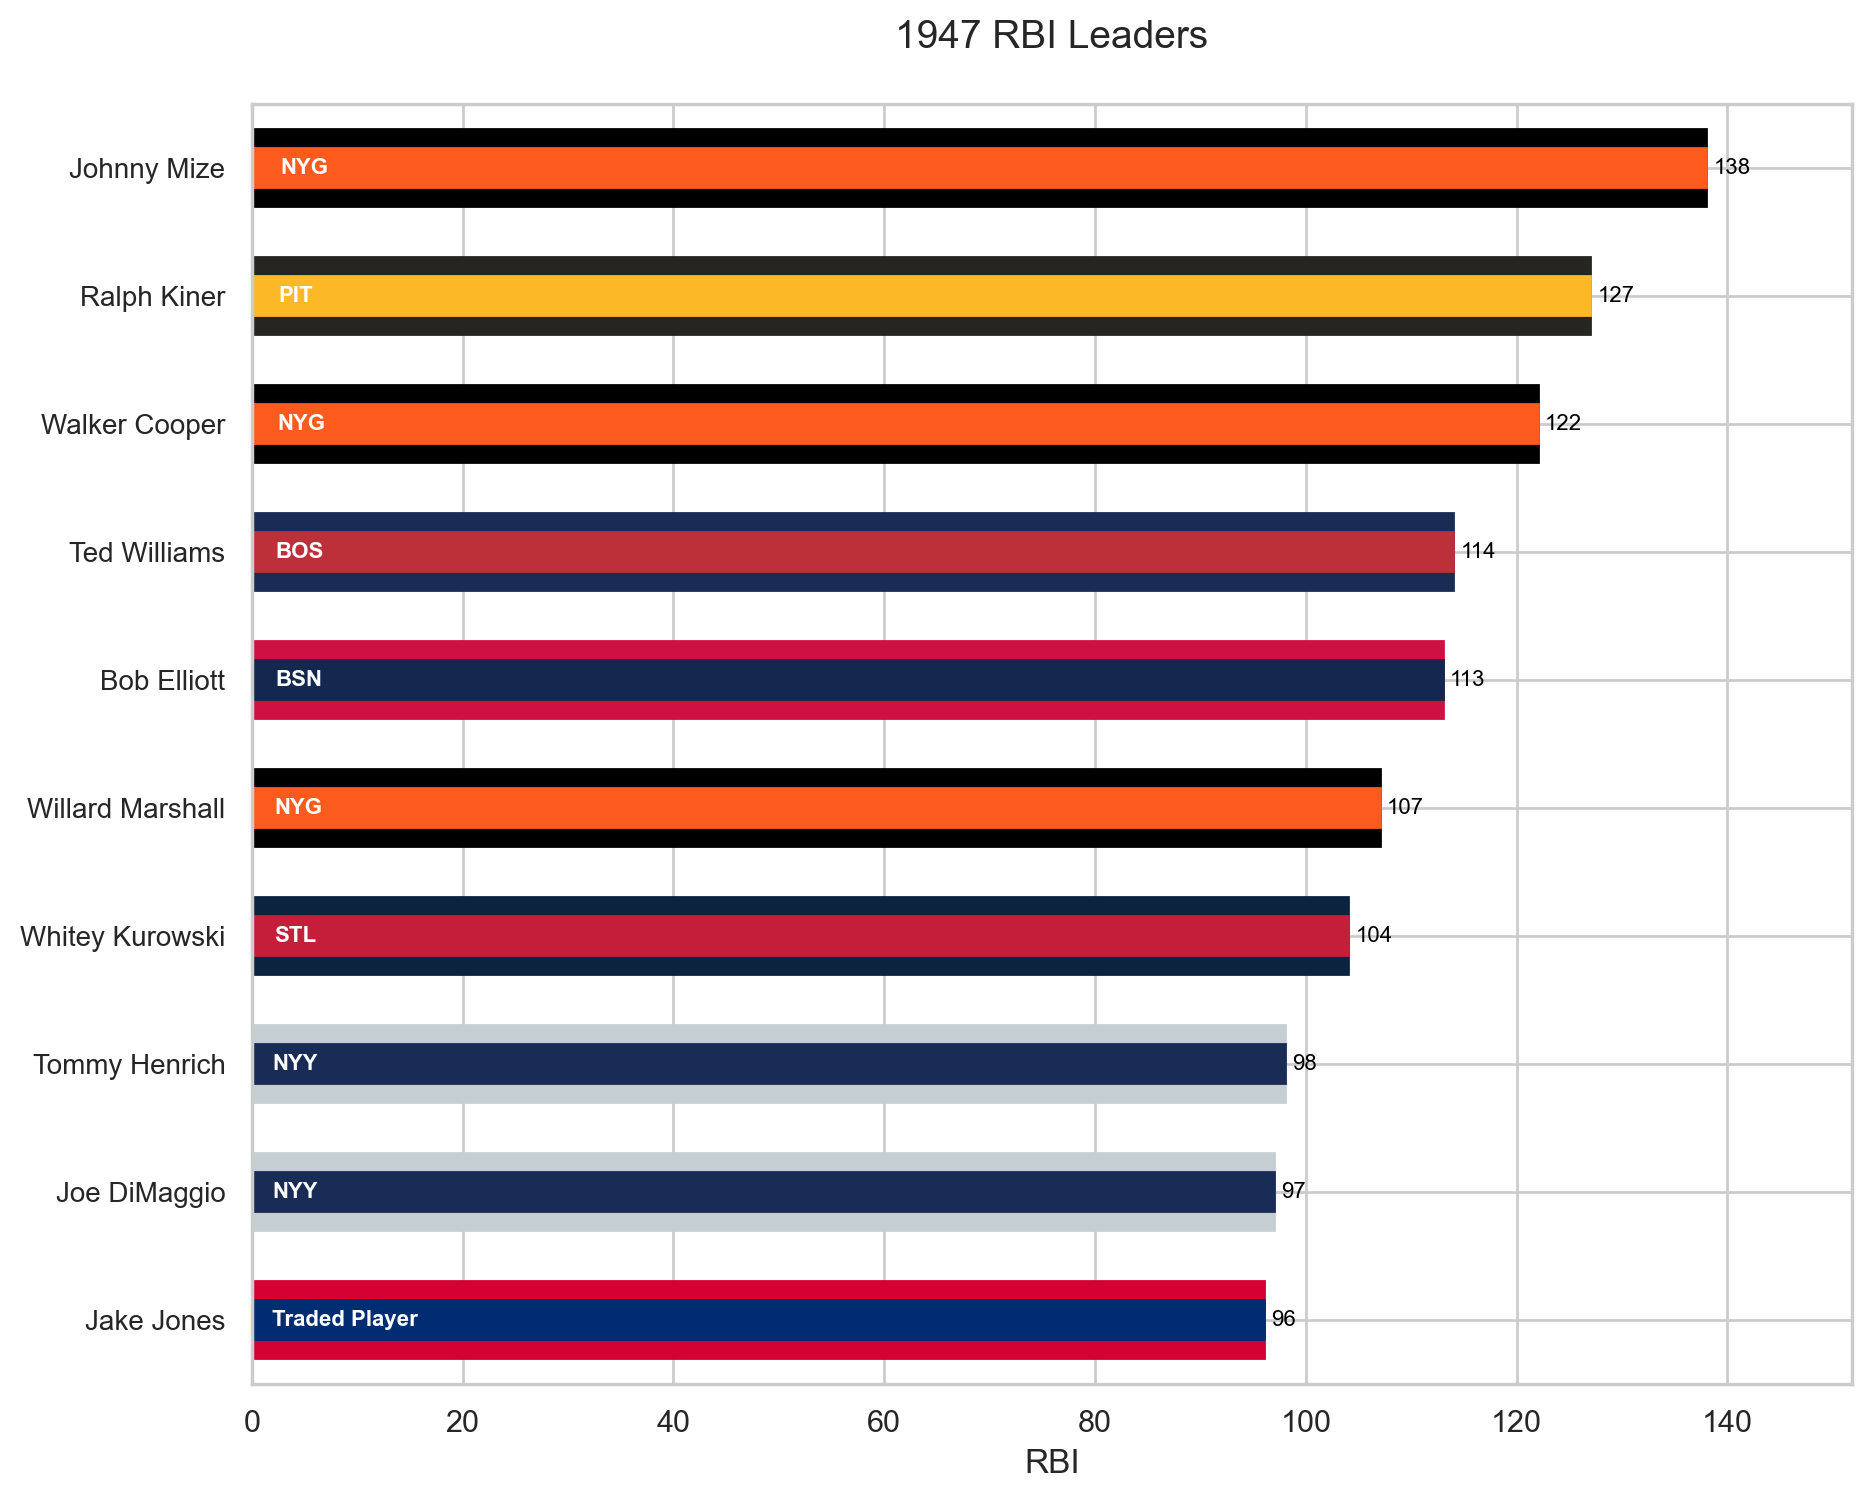 1947 RBI Leaders
Johnny Mize NYG 138
Ralph Kiner PIT 127
Walker Cooper NYG 122
Ted Williams BOS 114
Bob Elliott BSN 113
Willard Marshall NYG 107
Whitey Kurowski STL 104
Tommy Henrich NYY 98
Joe DiMaggio NYY 97
Jake Jones Traded Player 96
0 20 40 60 80 100 120 140
RBI